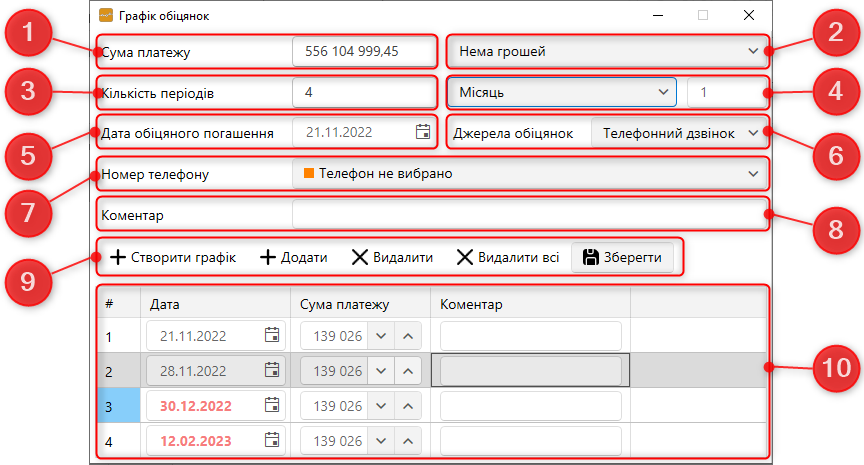 Графік обіцянок
1 Сума платежу 556 104 999,45 Нема грошей 2
3 Кількість періодів 4 Місяць 1 4
5 Дата обіцяного погашення 21.11.2022 Джерела обіцянок Телефонний дзвінок 6
7 Номер телефону Телефон не вибрано
Коментар 8
9 Створити графік Додати Видалити Видалити всі Зберегти
# Дата Сума платежу Коментар
1 21.11.2022 139 026
2 28.11.2022 139 026 10
3 30.12.2022 139 026
4 12.02.2023 139 026